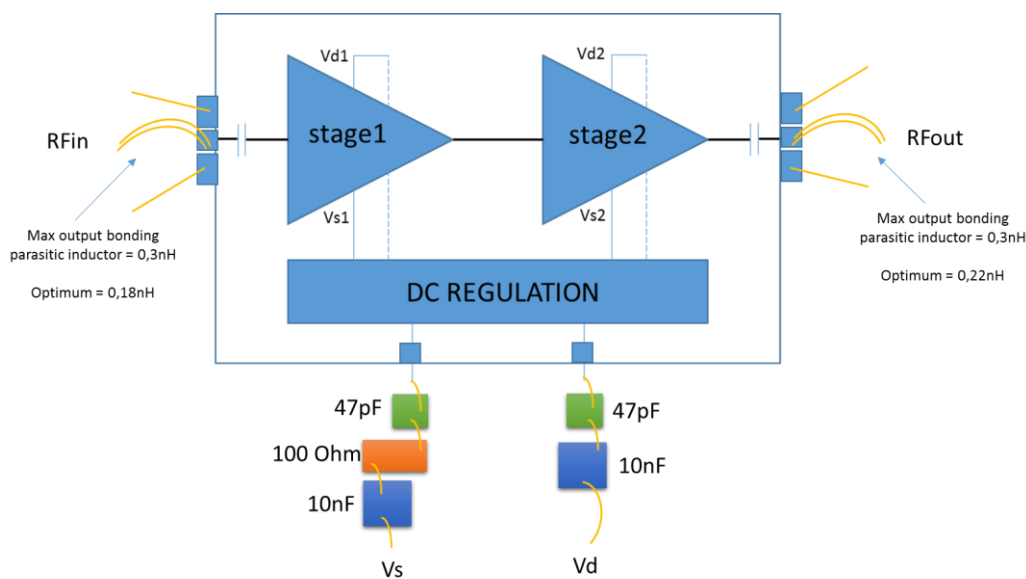 Vd1
Vd2
stage1
stage2
RFin
RFout
Vs1
Vs2
Max output bonding
parasitic inductor = 0,3nH
Optimum = 0,18nH
Max output bonding
parasitic inductor = 0,3nH
Optimum = 0,22nH
DC REGULATION
47pF
47pF
100 Ohm
10nF
10nF
Vs
Vd